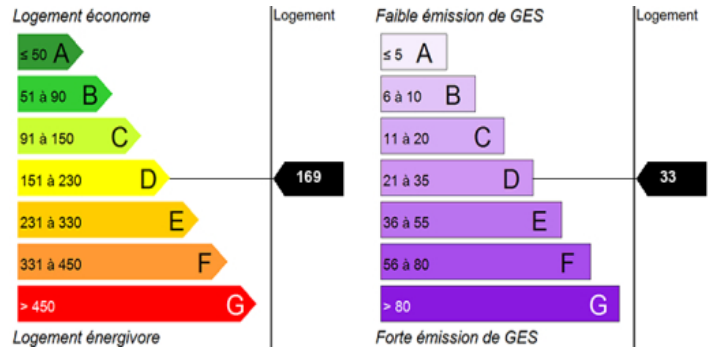 Logement économe
Logement
≤ 50 A
51 à 90 B
91 à 150 C
151 à 230 D
169
231 à 330 E
331 à 450 F
> 450 G
Logement énergivore
Faible émission de GES
Logement
≤ 5 A
6 à 10 B
11 à 20 C
21 à 35 D
33
36 à 55 E
56 à 80 F
> 80 G
Forte émission de GES